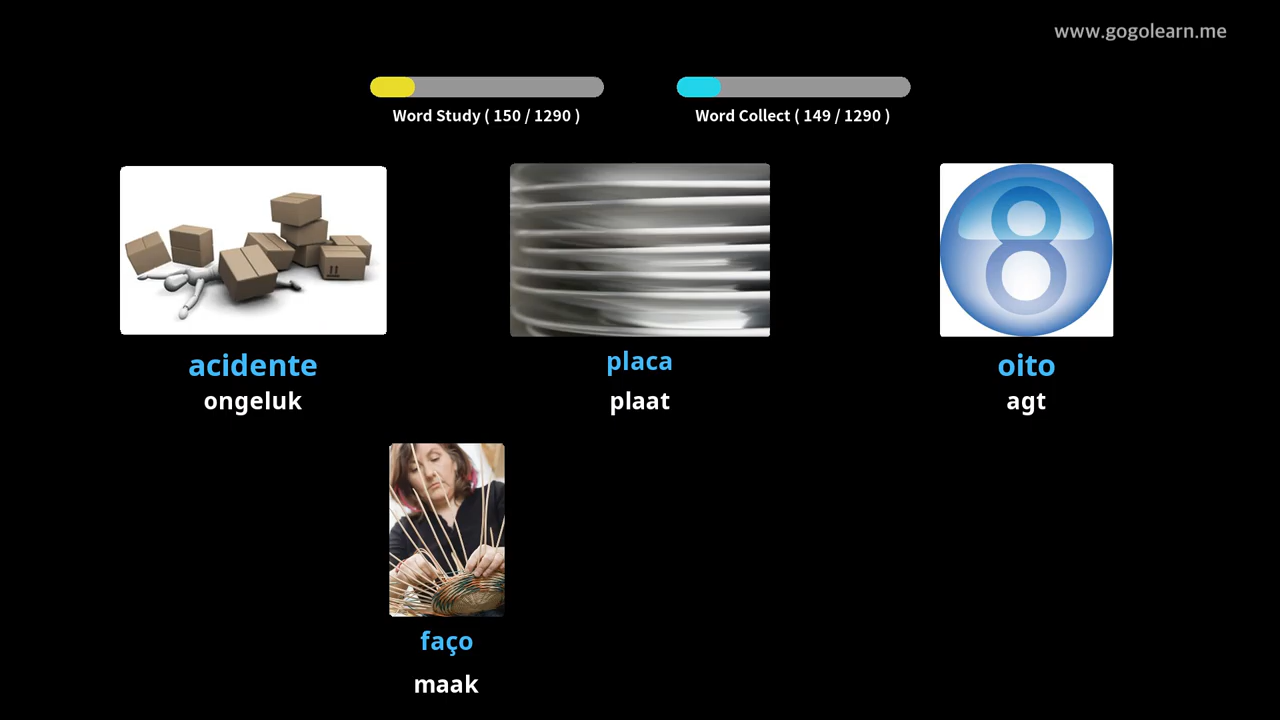 www.gogolearn.me
Word Study ( 150 / 1290 )
Word Collect ( 149 / 1290 )
8
acidente
ongeluk
placa
plaat
oito
agt
faço
maak